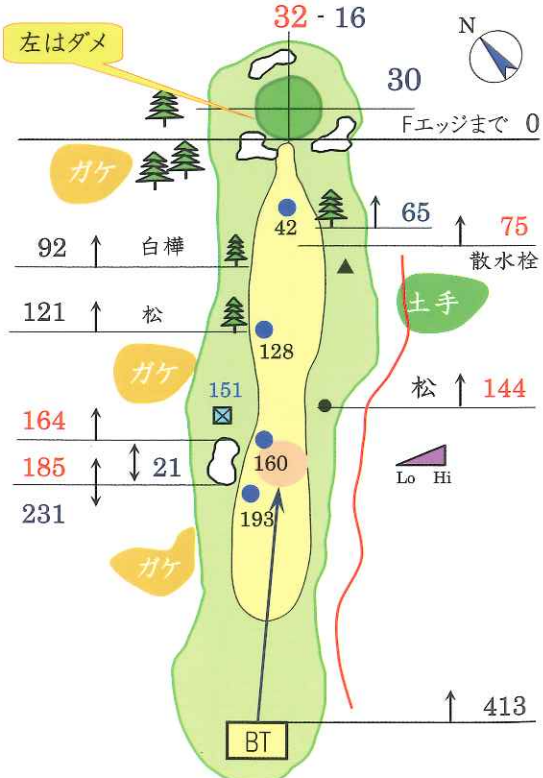 32 - 16
N
左はダメ
30
Fエッジまで 0
ガケ
42
65
75
散水栓
92 白樺
121 松
128
土手
ガケ
151
松 144
164
160
185
21
Lo Hi
231
193
ガケ
413
BT